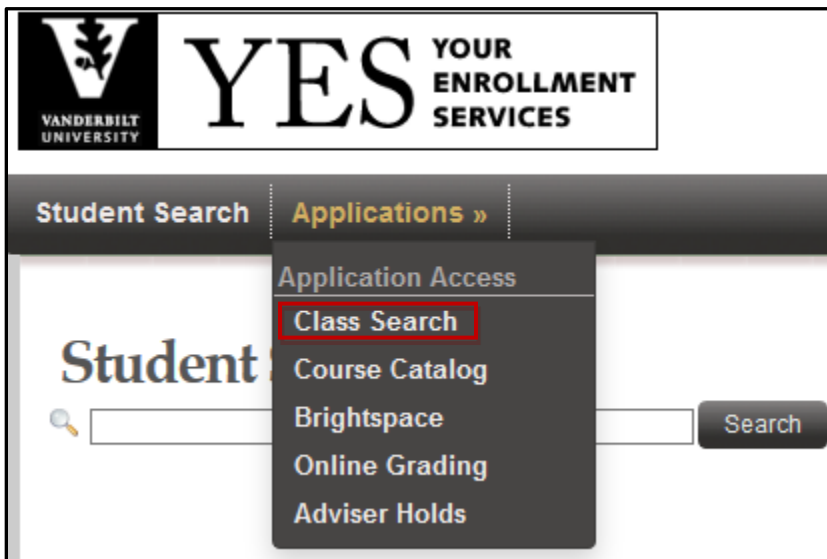 VANDERBILT
UNIVERSITY
YES YOUR
ENROLLMENT
SERVICES
Student Search Applications »
Application Access
Class Search
Student
Course Catalog
Brightspace
Search
Online Grading
Adviser Holds